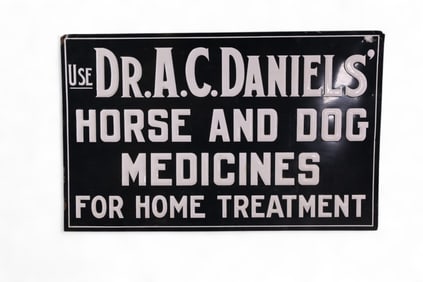 USE DR. A.C. DANIELS'
HORSE AND DOG
MEDICINES
FOR HOME TREATMENT